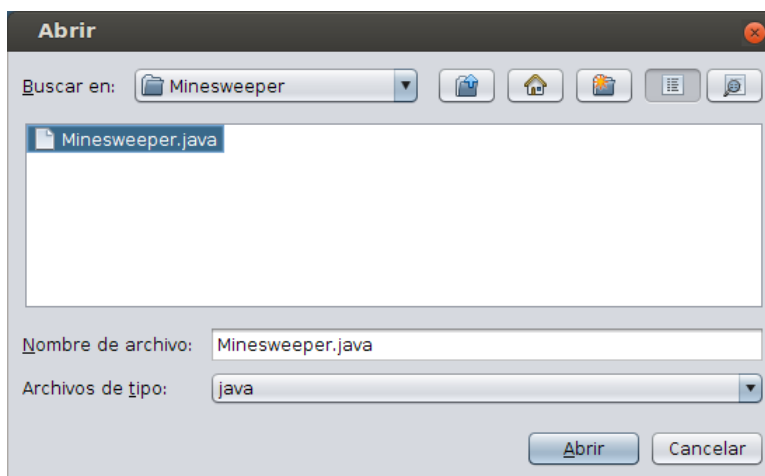 Abrir
Buscar en: Minesweeper
Minesweeper.java
Nombre de archivo: Minesweeper.java
Archivos de tipo: java
Abrir Cancelar